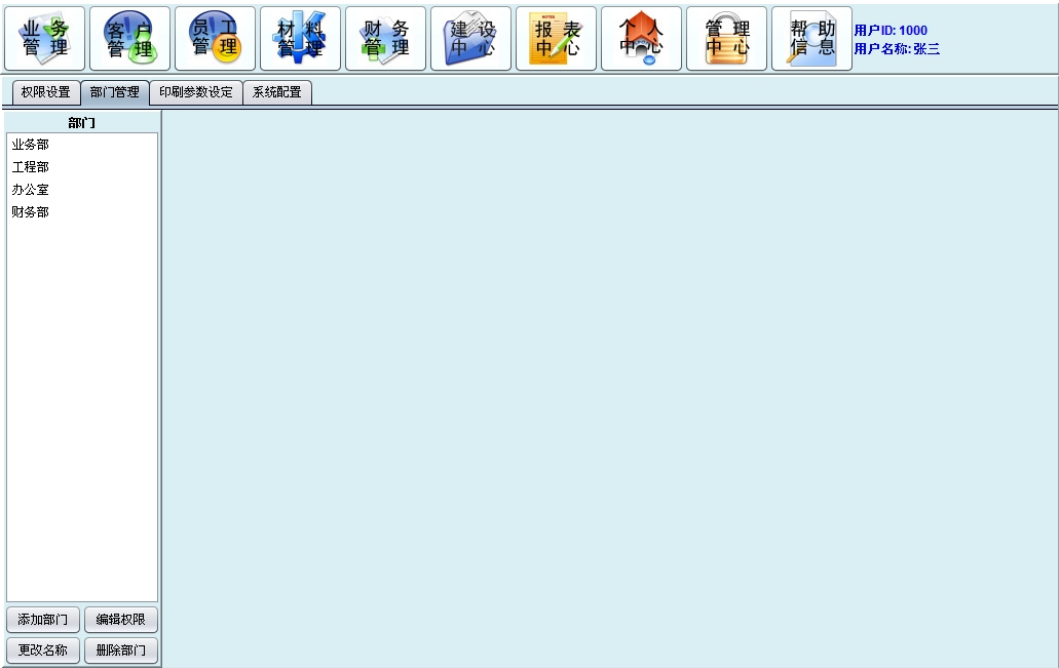 业务管理
客户管理
员工管理
材料管理
财务管理
建设中心
报表中心
个人中心
管理中心
帮助信息
用户ID: 1000
用户名称: 张三
权限设置 部门管理 印刷参数设定 系统配置
部门
业务部
工程部
办公室
财务部
添加部门 编辑权限
更改名称 删除部门